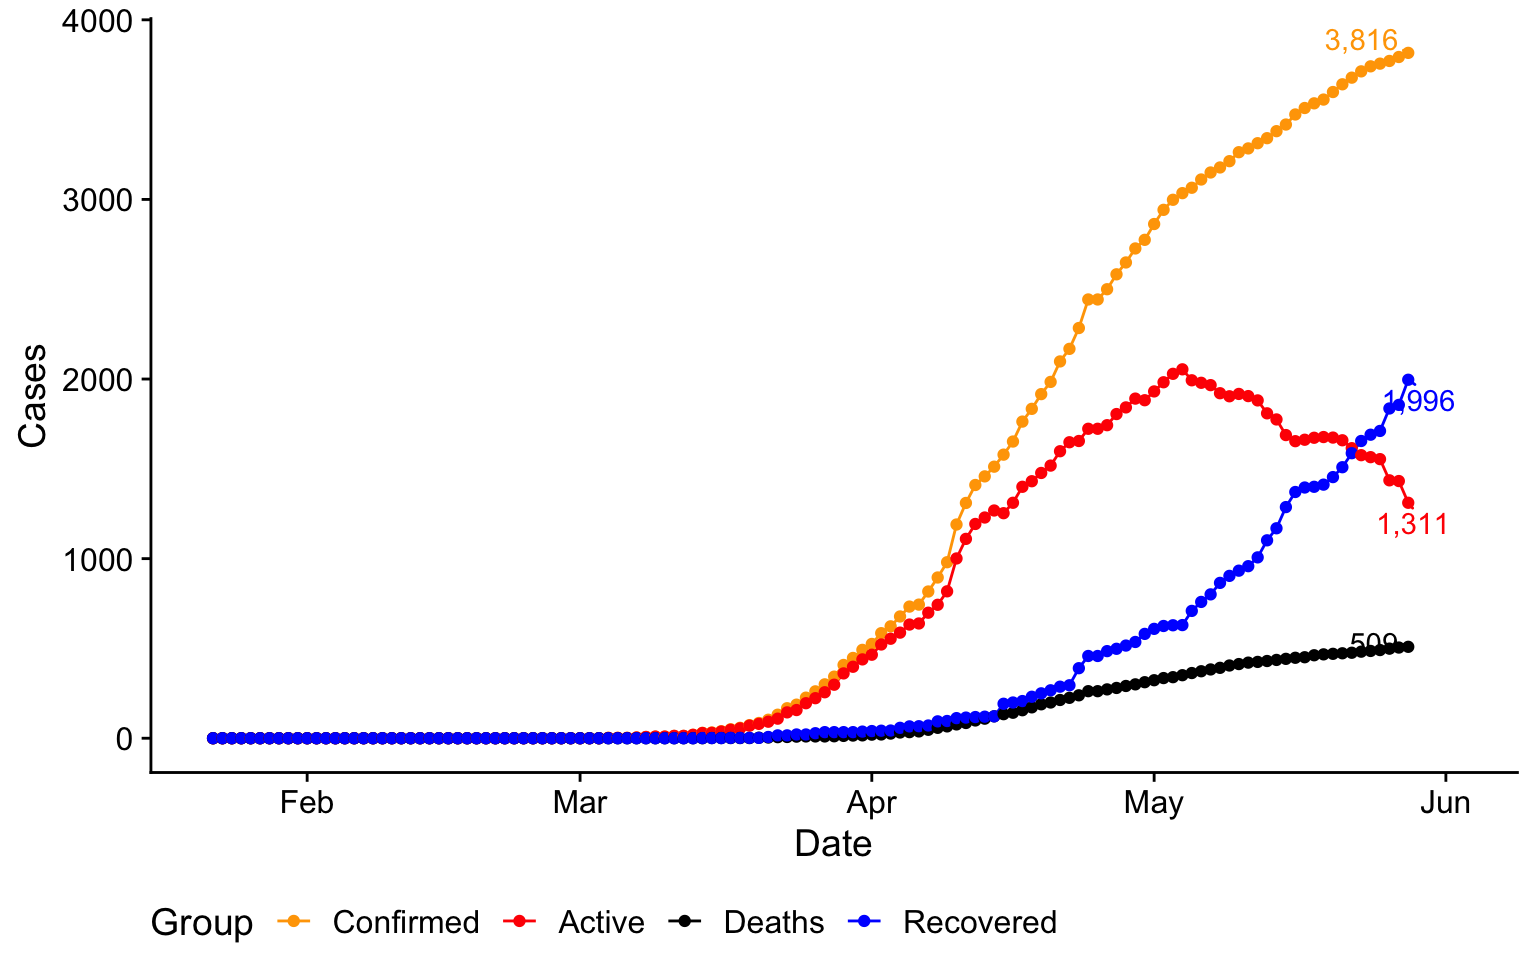 4000
3,816
3000
Cases
2000
1,996
1,311
1000
509
0
Feb Mar Apr May Jun
Date
Group Confirmed Active Deaths Recovered